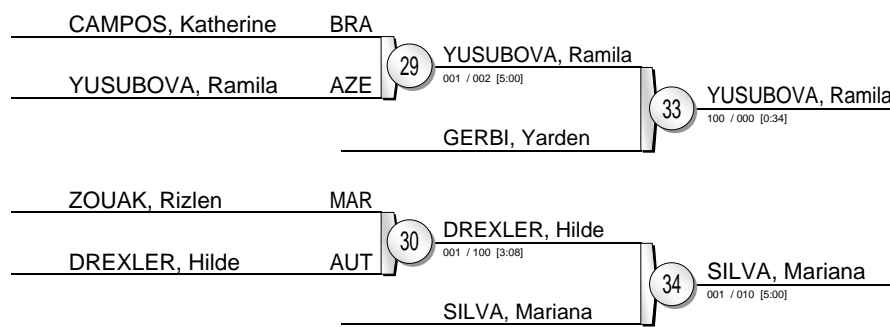 CAMPOS, Katherine BRA
YUSUBOVA, Ramila AZE
29
YUSUBOVA, Ramila
001 / 002 [5:00]
GERBI, Yarden
33
YUSUBOVA, Ramila
100 / 000 [0:34]
ZOUAK, Rizlen MAR
DREXLER, Hilde AUT
30
DREXLER, Hilde
001 / 100 [3:08]
SILVA, Mariana
34
SILVA, Mariana
001 / 010 [5:00]